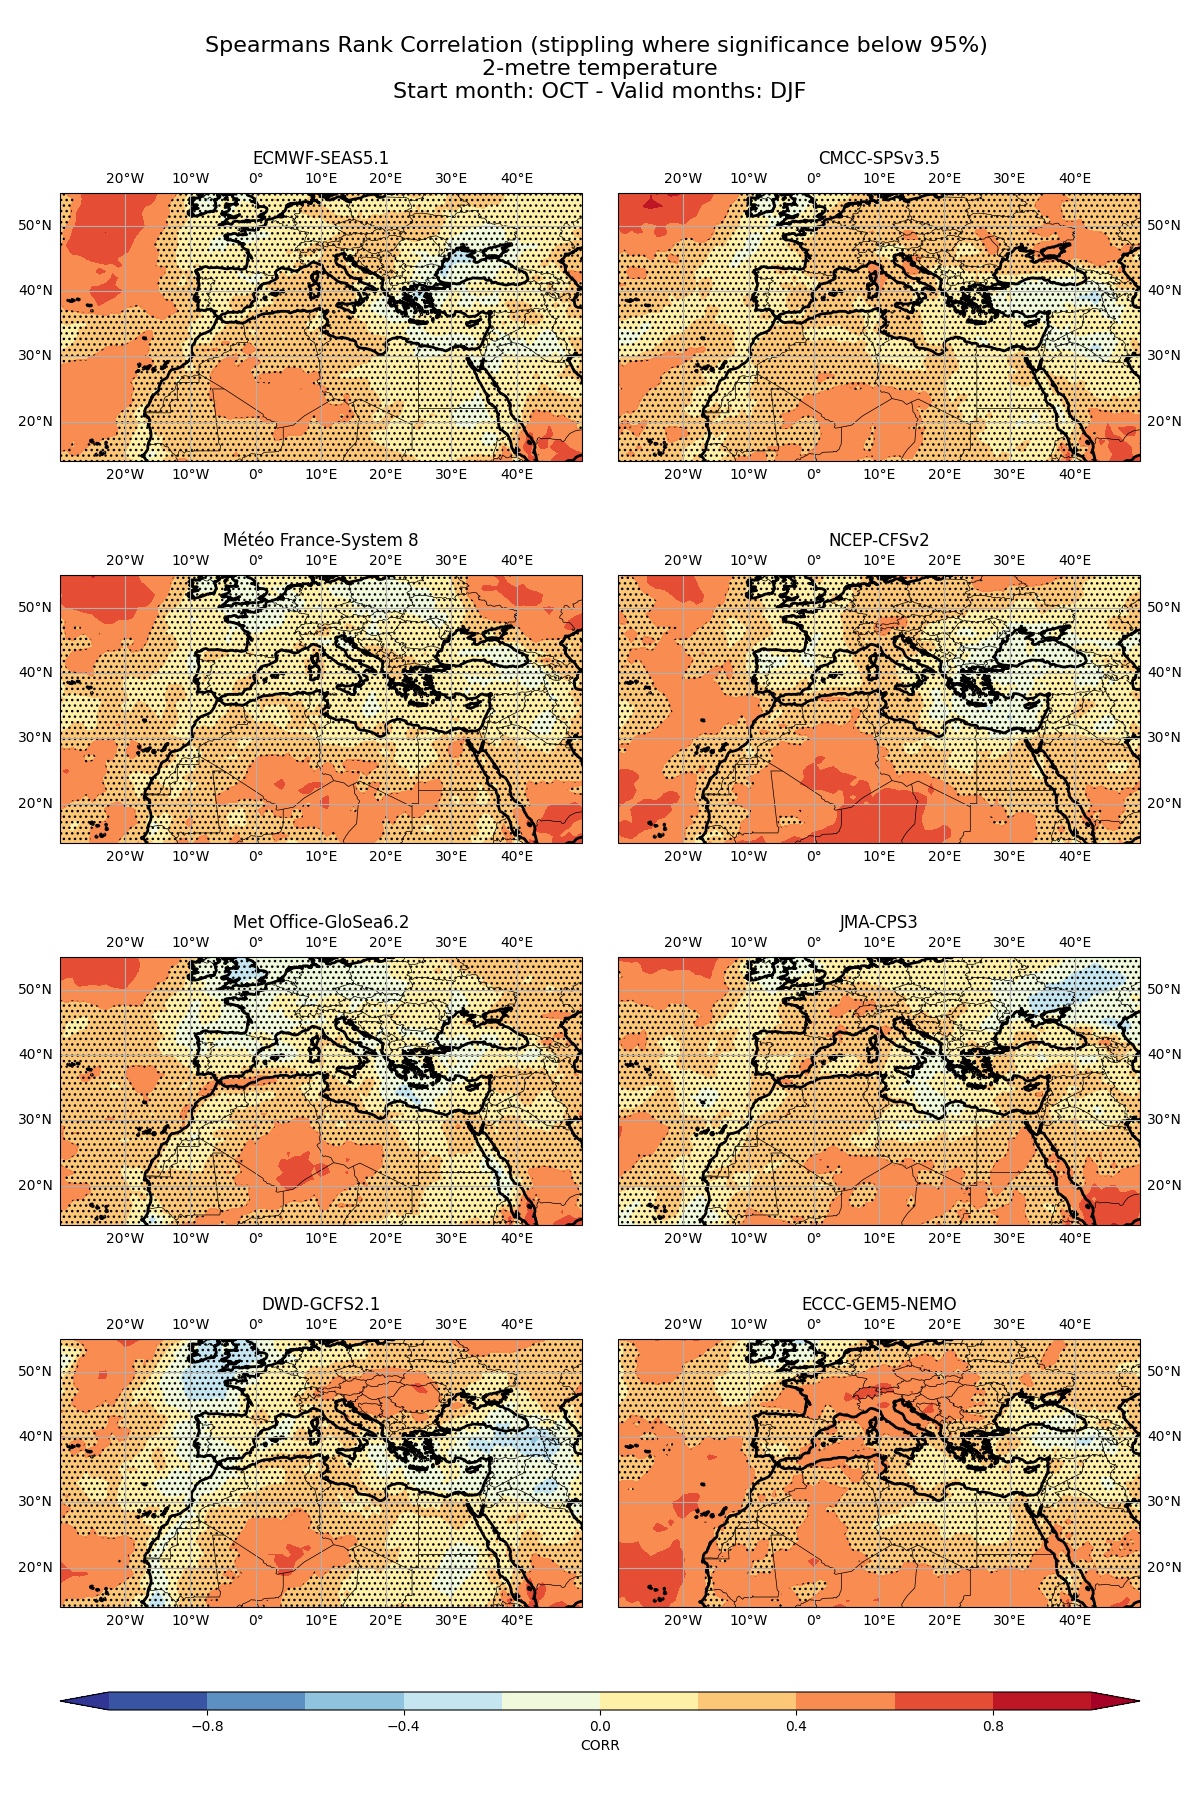 Spearmans Rank Correlation (stippling where significance below 95%)
2-metre temperature
Start month: OCT - Valid months: DJF
ECMWF-SEAS5.1
20°W 10°W 0° 10°E 20°E 30°E 40°E
50°N
40°N
30°N
20°N
20°W 10°W 0° 10°E 20°E 30°E 40°E
CMCC-SPSv3.5
20°W 10°W 0° 10°E 20°E 30°E 40°E
50°N
40°N
30°N
20°N
20°W 10°W 0° 10°E 20°E 30°E 40°E
Météo France-System 8
20°W 10°W 0° 10°E 20°E 30°E 40°E
50°N
40°N
30°N
20°N
20°W 10°W 0° 10°E 20°E 30°E 40°E
NCEP-CFSv2
20°W 10°W 0° 10°E 20°E 30°E 40°E
50°N
40°N
30°N
20°N
20°W 10°W 0° 10°E 20°E 30°E 40°E
Met Office-GloSea6.2
20°W 10°W 0° 10°E 20°E 30°E 40°E
50°N
40°N
30°N
20°N
20°W 10°W 0° 10°E 20°E 30°E 40°E
JMA-CPS3
20°W 10°W 0° 10°E 20°E 30°E 40°E
50°N
40°N
30°N
20°N
20°W 10°W 0° 10°E 20°E 30°E 40°E
DWD-GCFS2.1
20°W 10°W 0° 10°E 20°E 30°E 40°E
50°N
40°N
30°N
20°N
20°W 10°W 0° 10°E 20°E 30°E 40°E
ECCC-GEM5-NEMO
20°W 10°W 0° 10°E 20°E 30°E 40°E
50°N
40°N
30°N
20°N
20°W 10°W 0° 10°E 20°E 30°E 40°E
−0.8 −0.4 0.0 0.4 0.8
CORR